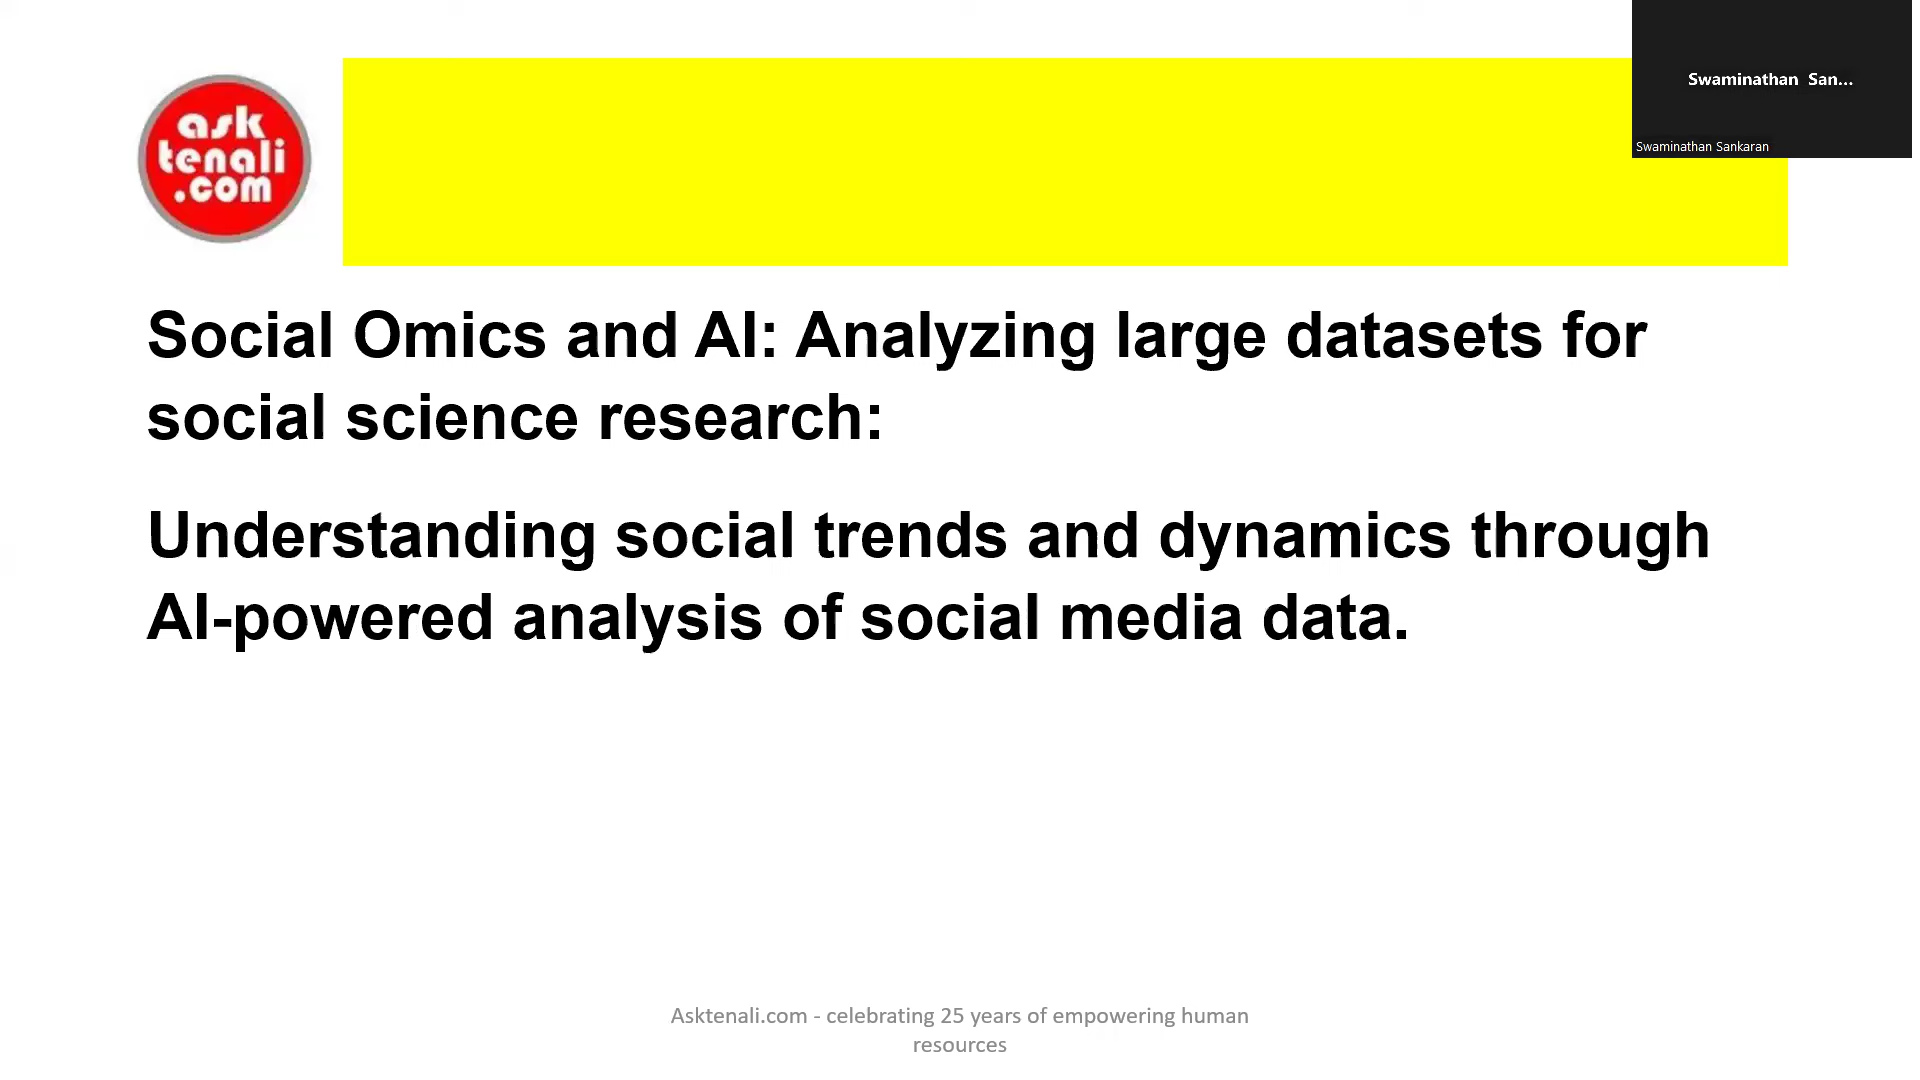 ask
tenali
.com
Swaminathan San...
Swaminathan Sankaran
Social Omics and AI: Analyzing large datasets for
social science research:
Understanding social trends and dynamics through
AI-powered analysis of social media data.
Asktenali.com - celebrating 25 years of empowering human
resources